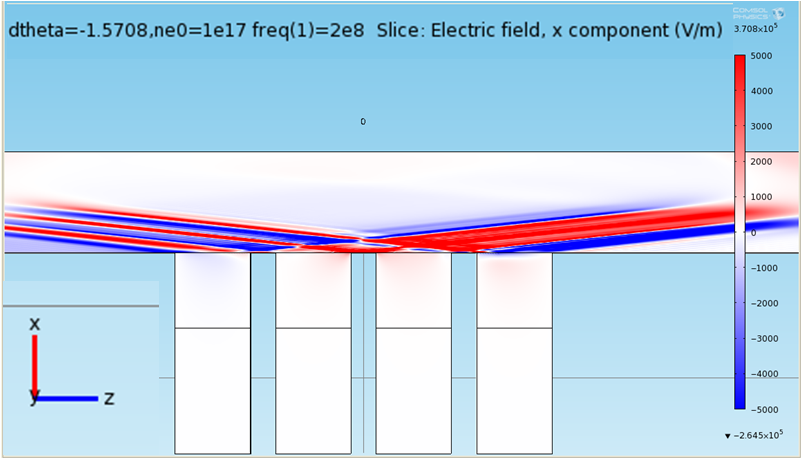 COMSOL
PHYSICS
dtheta=-1.5708,ne0=1e17 freq(1)=2e8 Slice: Electric field, x component (V/m)
3.708×10⁵
5000
4000
3000
2000
1000
0
−1000
−2000
−3000
−4000
−5000
▼ −2.645×10⁵
D
x
y
z